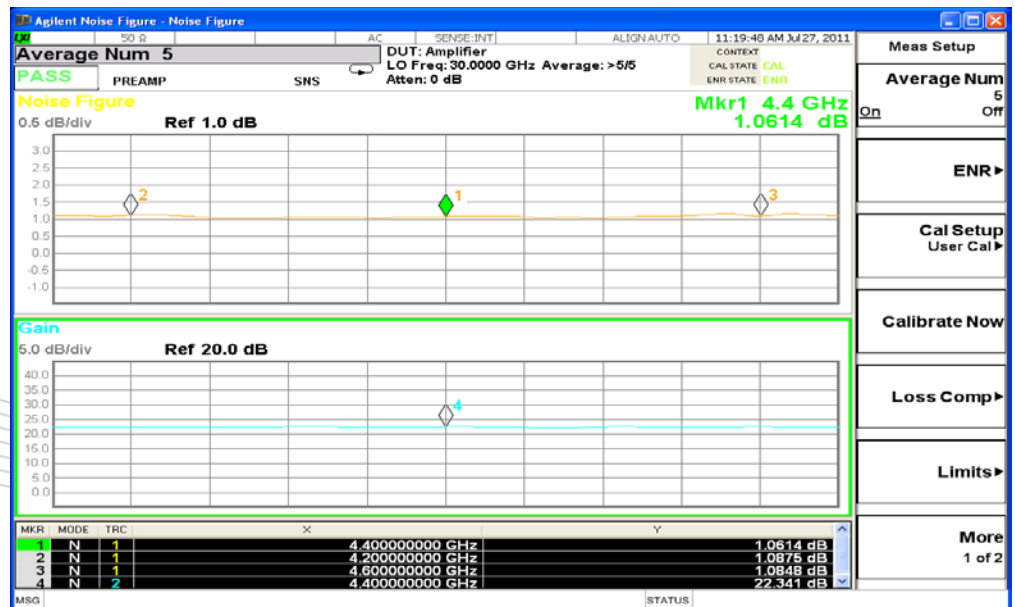 Agilent Noise Figure - Noise Figure
LXI 50 Ω AC SENSE:INT ALIGN AUTO 11:19:48 AM Jul 27, 2011
Average Num 5
DUT: Amplifier
LO Freq: 30.0000 GHz Average: >5/5
Atten: 0 dB
CONTEXT
CAL STATE CAL
ENR STATE ENR
PASS PREAMP SNS
Noise Figure
Mkr1 4.4 GHz
1.0614 dB
0.5 dB/div Ref 1.0 dB
3.0
2.5
2.0
1.5
1.0
0.5
0.0
-0.5
-1.0
2 1 3
Gain
5.0 dB/div Ref 20.0 dB
40.0
35.0
30.0
25.0
20.0
15.0
10.0
5.0
0.0
4
MKR MODE TRC X Y
1 N 1 4.400000000 GHz 1.0614 dB
2 N 1 4.200000000 GHz 1.0875 dB
3 N 1 4.600000000 GHz 1.0848 dB
4 N 2 4.400000000 GHz 22.341 dB
MSG STATUS
Meas Setup
Average Num
5
On Off
ENR
Cal Setup
User Cal
Calibrate Now
Loss Comp
Limits
More
1 of 2